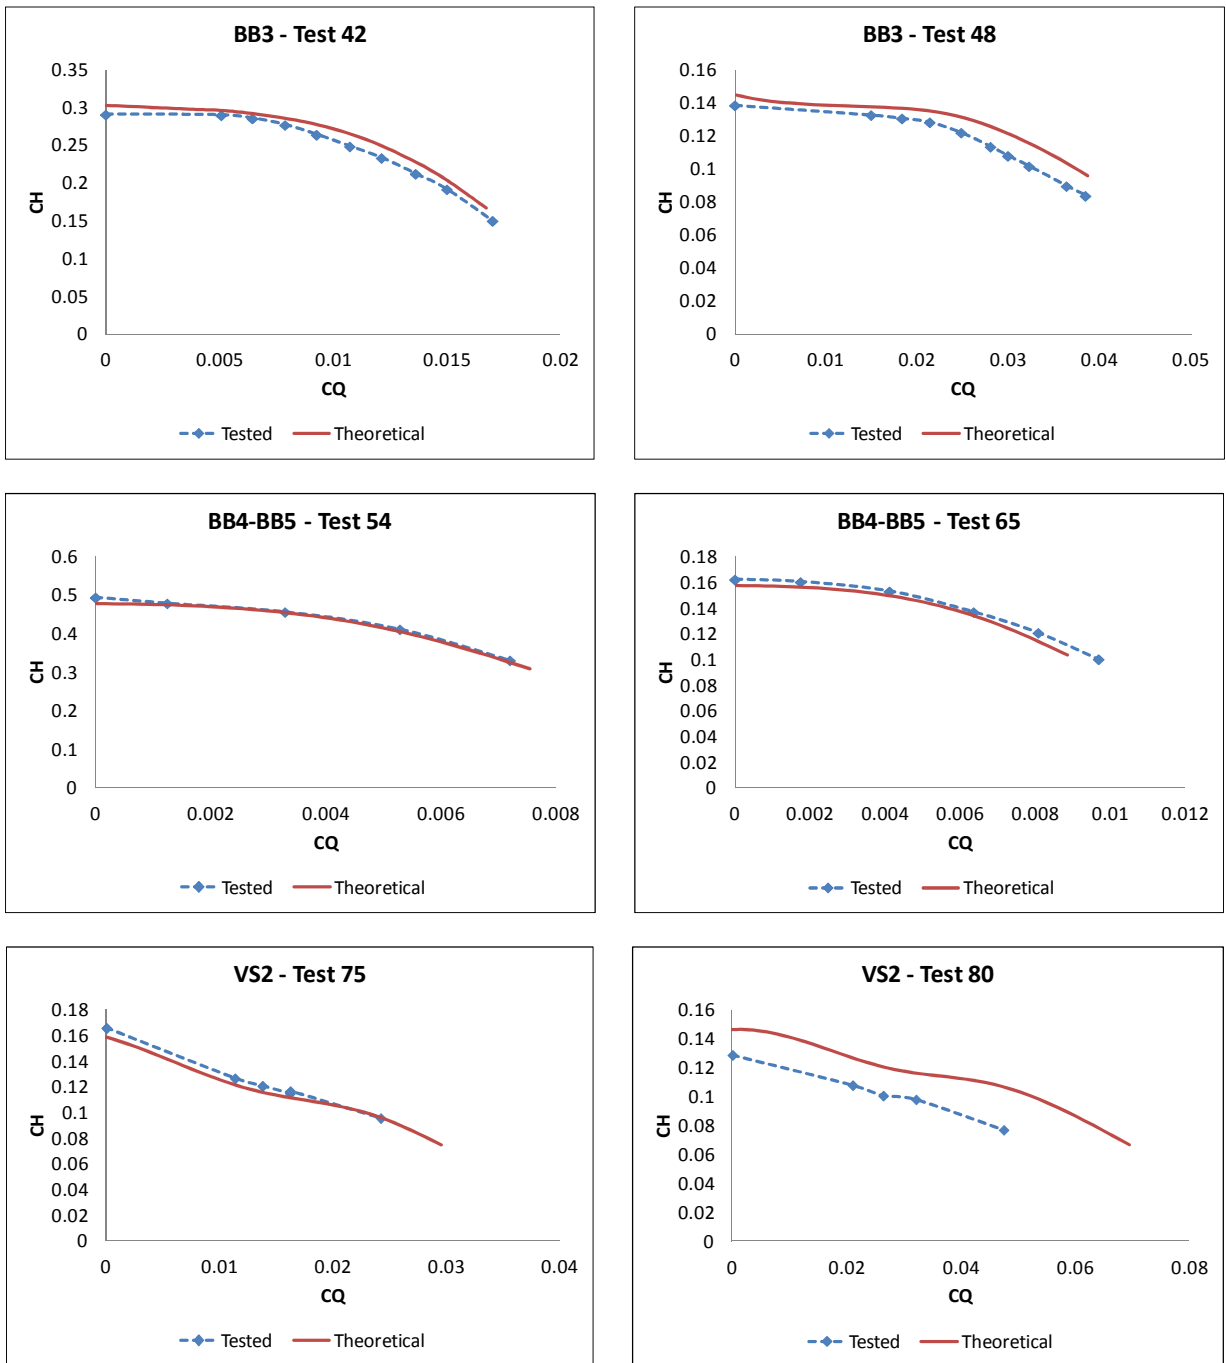 BB3 - Test 42
0.35
0.3
0.25
0.2
0.15
0.1
0.05
0
CH
0 0.005 0.01 0.015 0.02
CQ
Tested Theoretical
BB3 - Test 48
0.16
0.14
0.12
0.1
0.08
0.06
0.04
0.02
0
CH
0 0.01 0.02 0.03 0.04 0.05
CQ
Tested Theoretical
BB4-BB5 - Test 54
0.6
0.5
0.4
0.3
0.2
0.1
0
CH
0 0.002 0.004 0.006 0.008
CQ
Tested Theoretical
BB4-BB5 - Test 65
0.18
0.16
0.14
0.12
0.1
0.08
0.06
0.04
0.02
0
CH
0 0.002 0.004 0.006 0.008 0.01 0.012
CQ
Tested Theoretical
VS2 - Test 75
0.18
0.16
0.14
0.12
0.1
0.08
0.06
0.04
0.02
0
CH
0 0.01 0.02 0.03 0.04
CQ
Tested Theoretical
VS2 - Test 80
0.16
0.14
0.12
0.1
0.08
0.06
0.04
0.02
0
CH
0 0.02 0.04 0.06 0.08
CQ
Tested Theoretical